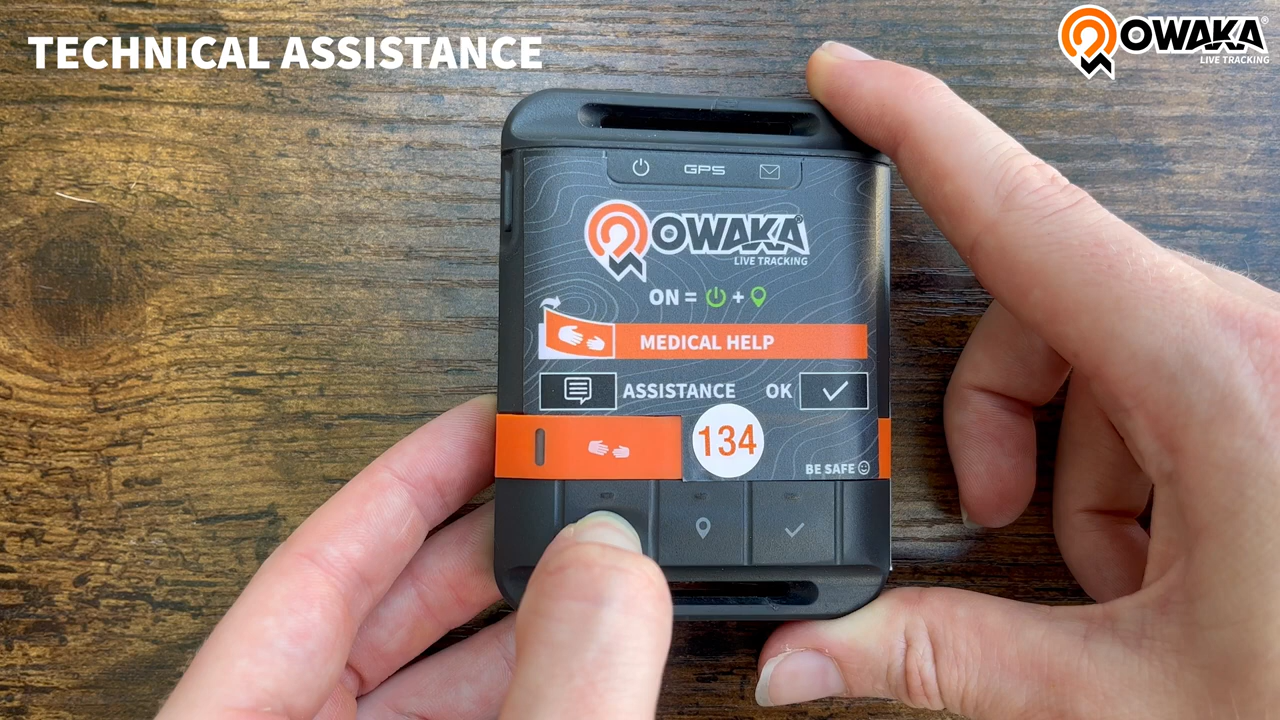 TECHNICAL ASSISTANCE
OWAKA®
LIVE TRACKING
GPS
OWAKA®
LIVE TRACKING
ON = +
MEDICAL HELP
ASSISTANCE OK
134
BE SAFE